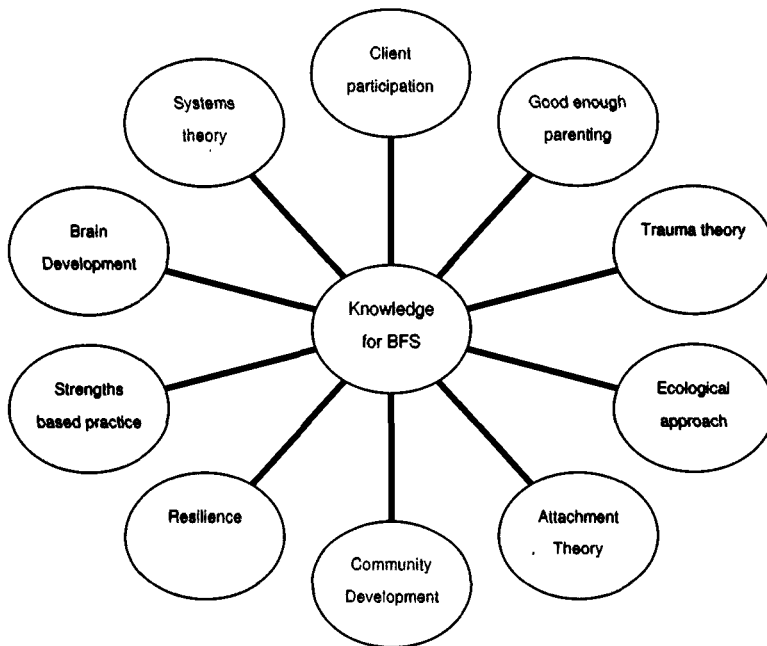 Client
participation
Systems
theory
Good enough
parenting
Brain
Development
Trauma theory
Knowledge
for BFS
Strengths
based practice
Ecological
approach
Resilience
Attachment
Theory
Community
Development